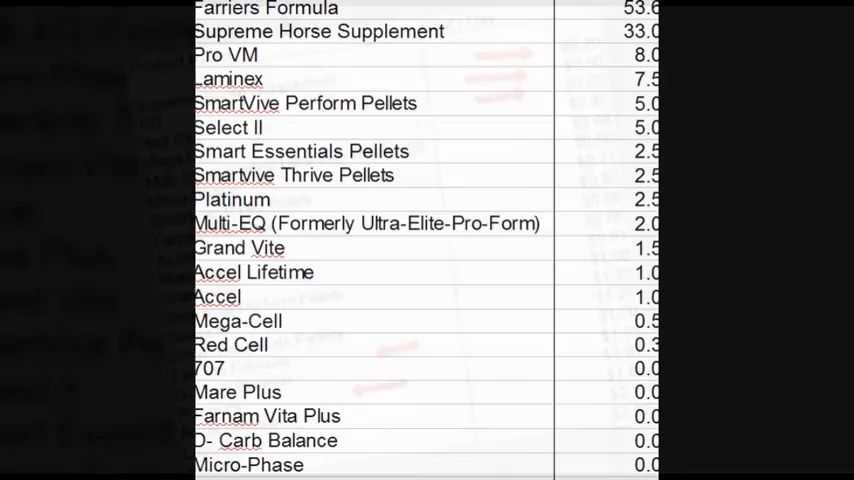 Farriers Formula 53.6
Supreme Horse Supplement 33.0
Pro VM 8.0
Laminex 7.5
SmartVive Perform Pellets 5.0
Select II 5.0
Smart Essentials Pellets 2.5
Smartvive Thrive Pellets 2.5
Platinum 2.5
Multi-EQ (Formerly Ultra-Elite-Pro-Form) 2.0
Grand Vite 1.5
Accel Lifetime 1.0
Accel 1.0
Mega-Cell 0.5
Red Cell 0.3
707 0.0
Mare Plus 0.0
Farnam Vita Plus 0.0
D- Carb Balance 0.0
Micro-Phase 0.0